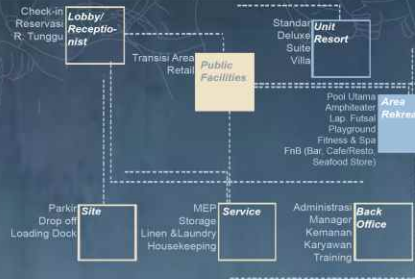 Check-in
Reservasi
R. Tunggu
Lobby/
Receptio-
nist
Transisi Area
Retail
Public
Facilities
Standar
Deluxe
Suite
Villa
Unit
Resort
Pool Utama
Amphiteater
Lap. Futsal
Playground
Fitness & Spa
FnB (Bar, Cafe/Resto,
Seafood Store)
Area
Rekrea
Parkir
Drop off
Loading Dock
Site
MEP
Storage
Linen &Laundry
Housekeeping
Service
Administrasi
Manager
Kemanan
Karyawan
Training
Back
Office